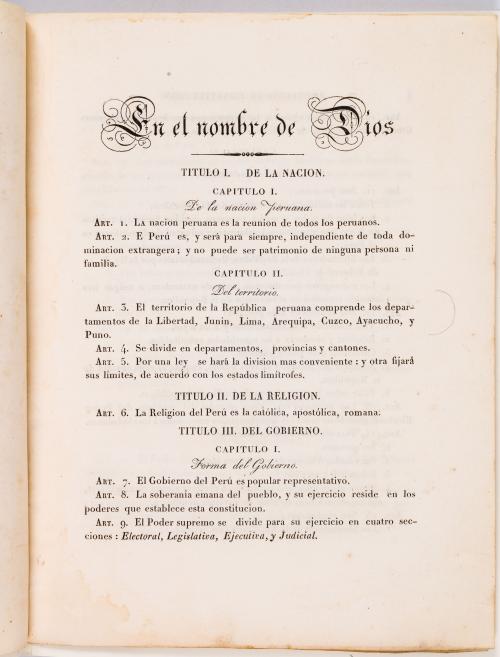 En el nombre de Dios
TITULO I. DE LA NACION.
CAPITULO I.
De la nacion peruana.
ART. 1. LA nacion peruana es la reunion de todos los peruanos.
ART. 2. E Perú es, y será para siempre, independiente de toda do-
minacion extrangera; y no puede ser patrimonio de ninguna persona ni
familia.
CAPITULO II.
Del territorio.
ART. 3. El territorio de la República peruana comprende los depar-
tamentos de la Libertad, Junin, Lima, Arequipa, Cuzco, Ayacucho, y
Puno.
ART. 4. Se divide en departamentos, provincias y cantones.
ART. 5. Por una ley se hará la division mas conveniente: y otra fijará
sus límites, de acuerdo con los estados limítrofes.
TITULO II. DE LA RELIGION.
ART. 6. La Religion del Perú es la católica, apostólica, romana.
TITULO III. DEL GOBIERNO.
CAPITULO I.
Forma del Gobierno.
ART. 7. El Gobierno del Perú es popular representativo.
ART. 8. La soberania emana del pueblo, y su ejercicio reside en los
poderes que establece esta constitucion.
ART. 9. El Poder supremo se divide para su ejercicio en cuatro sec-
ciones: Electoral, Legislativa, Ejecutiva, y Judicial.